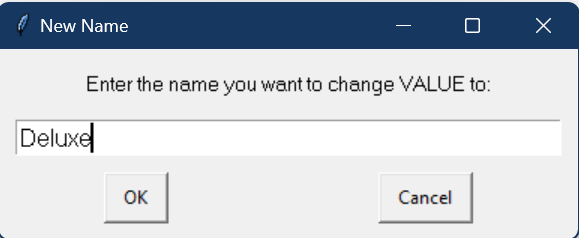 New Name
Enter the name you want to change VALUE to:
Deluxe
OK Cancel